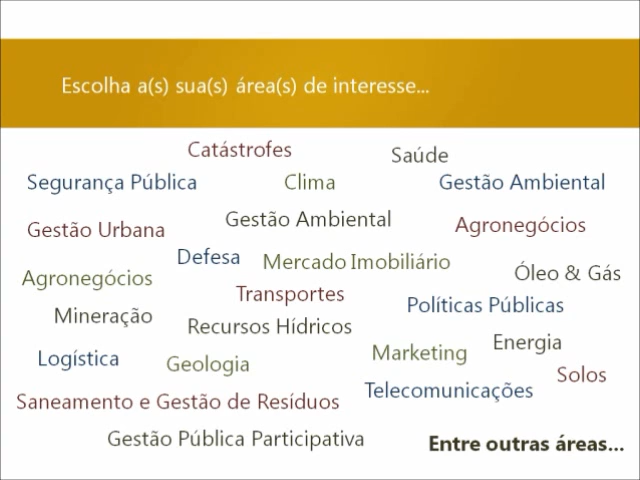 Escolha a(s) sua(s) área(s) de interesse...
Catástrofes
Saúde
Segurança Pública
Clima
Gestão Ambiental
Gestão Urbana
Gestão Ambiental
Agronegócios
Agronegócios
Defesa
Mercado Imobiliário
Óleo & Gás
Transportes
Políticas Públicas
Mineração
Recursos Hídricos
Energia
Logística
Geologia
Marketing
Solos
Telecomunicações
Saneamento e Gestão de Resíduos
Gestão Pública Participativa
Entre outras áreas...